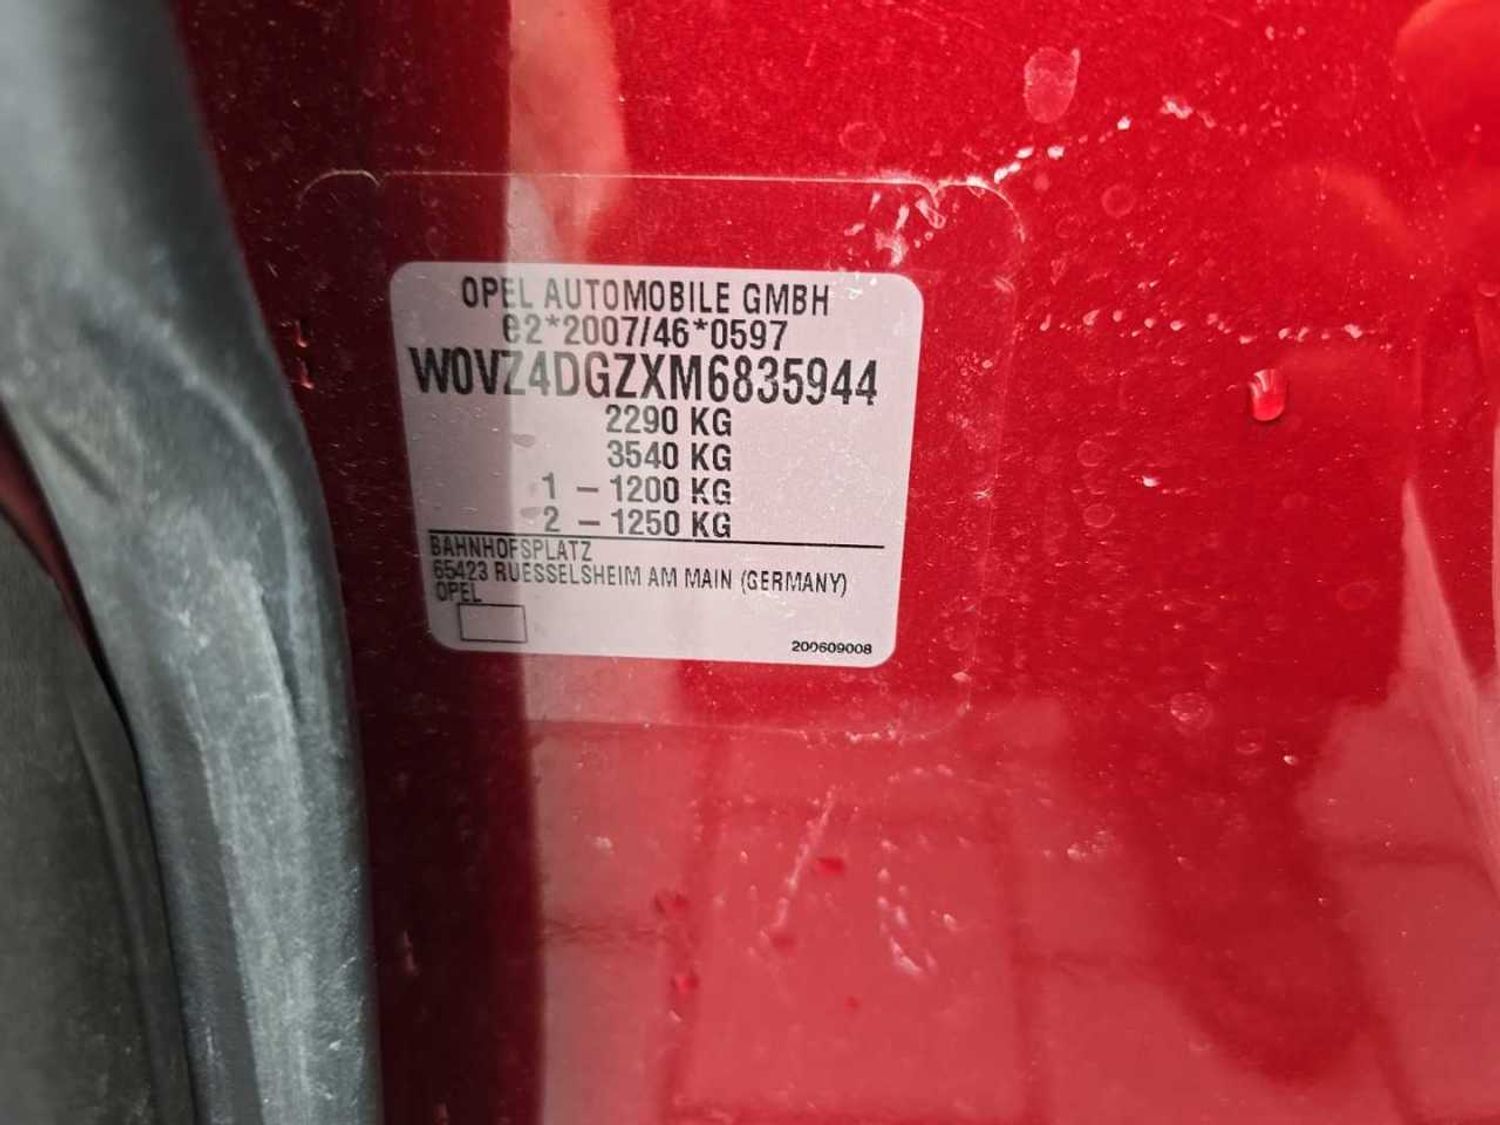 OPEL AUTOMOBILE GMBH
e2*2007/46*0597
W0VZ4DGZXM6835944
2290 KG
3540 KG
1 – 1200 KG
2 – 1250 KG
BAHNHOFSPLATZ
65423 RUESSELSHEIM AM MAIN (GERMANY)
OPEL
200609008